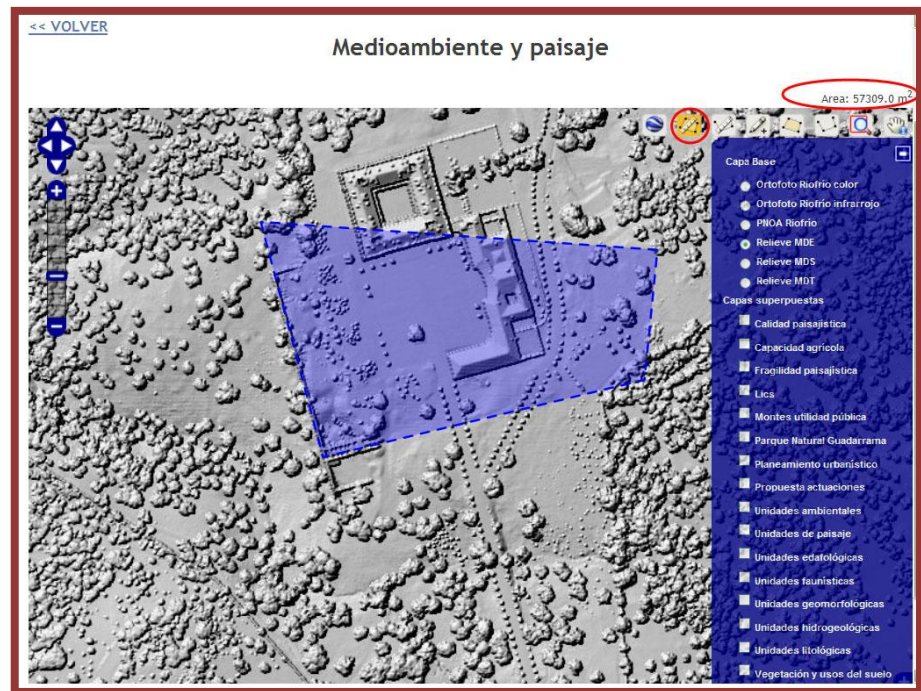 << VOLVER
Medioambiente y paisaje
Area: 57309.0 m2
Capa Base
Ortofoto Riofrio color
Ortofoto Riofrio infrarrojo
PNOA Riofrio
Relieve MDE
Relieve MDS
Relieve MDT
Capas superpuestas
Calidad paisajística
Capacidad agrícola
Fragilidad paisajística
Lics
Montes utilidad pública
Parque Natural Guadarrama
Planeamiento urbanístico
Propuesta actuaciones
Unidades ambientales
Unidades de paisaje
Unidades edafológicas
Unidades faunísticas
Unidades geomorfológicas
Unidades hidrogeológicas
Unidades litológicas
Vegetación y usos del suelo